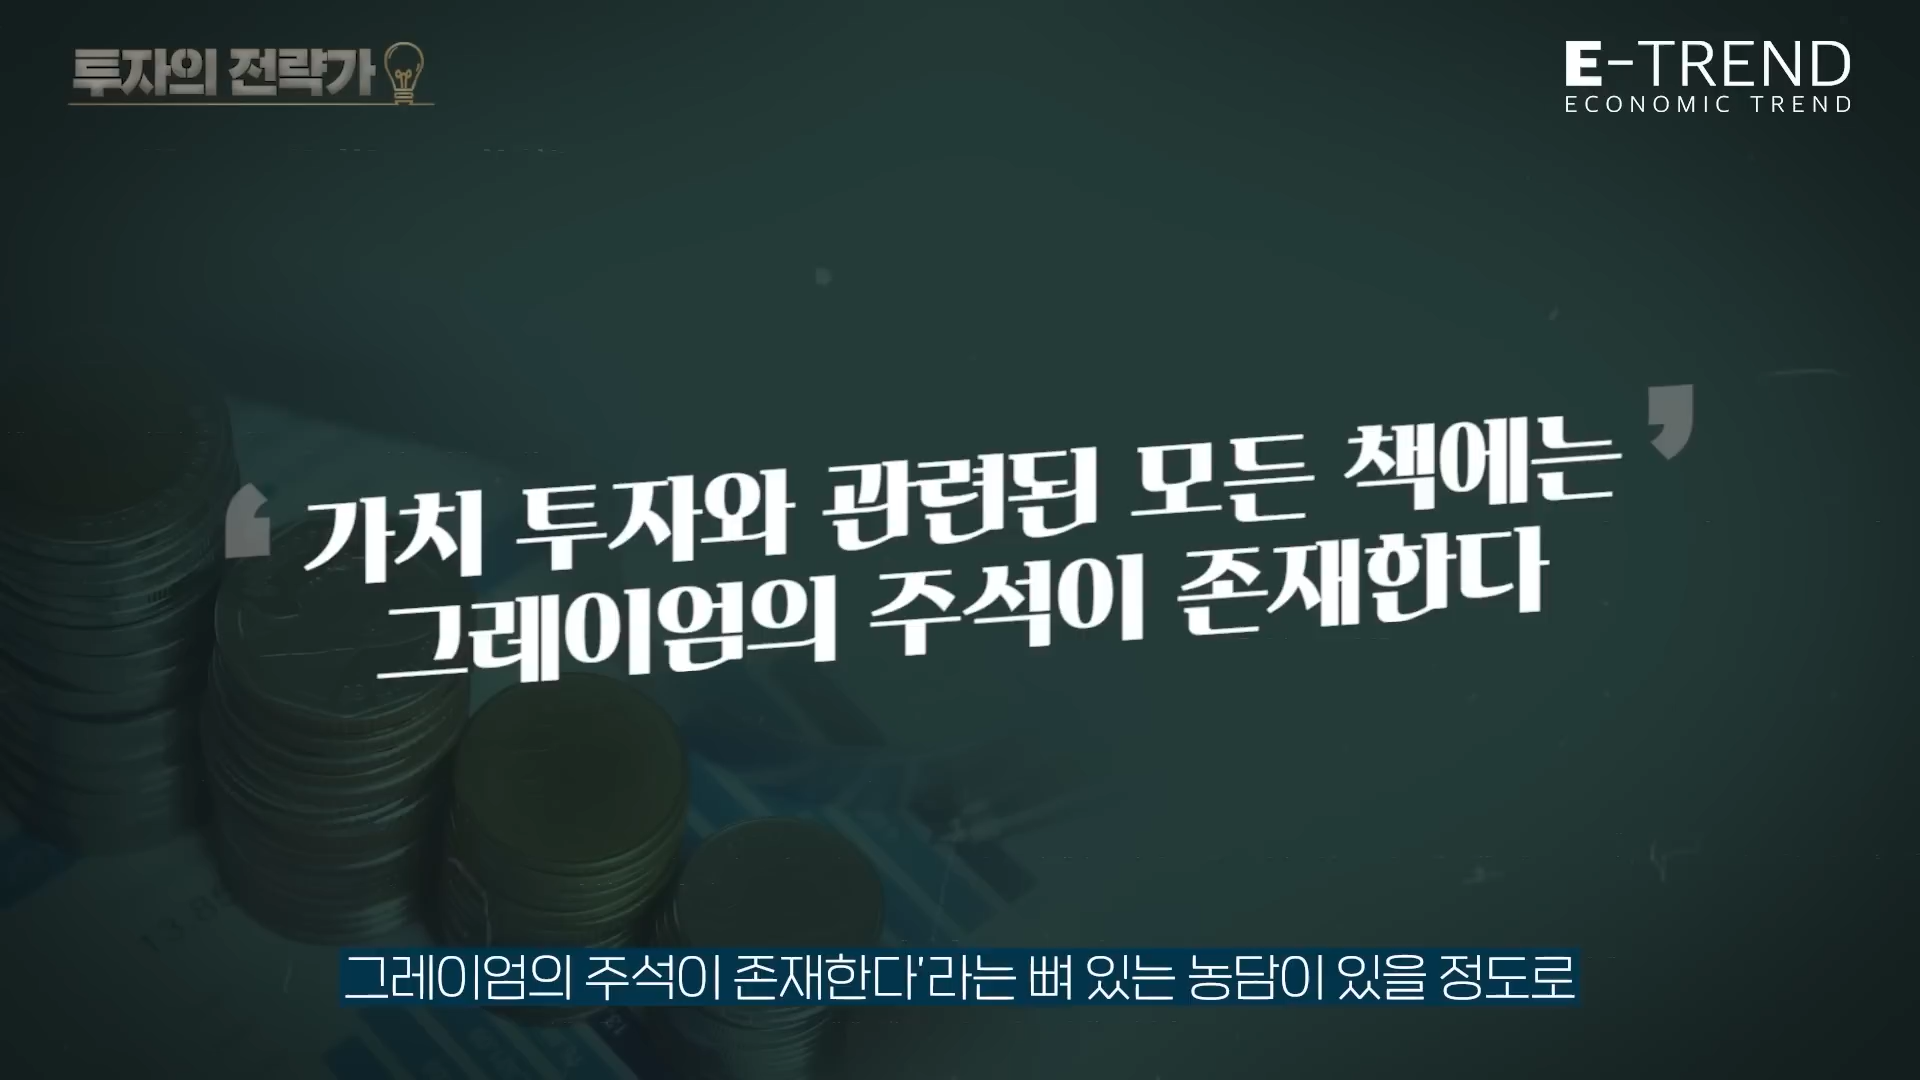 투자의 전략가
E-TREND
ECONOMIC TREND
‘가치 투자와 관련된 모든 책에는
그레이엄의 주석이 존재한다’
그레이엄의 주석이 존재한다'라는 뼈 있는 농담이 있을 정도로